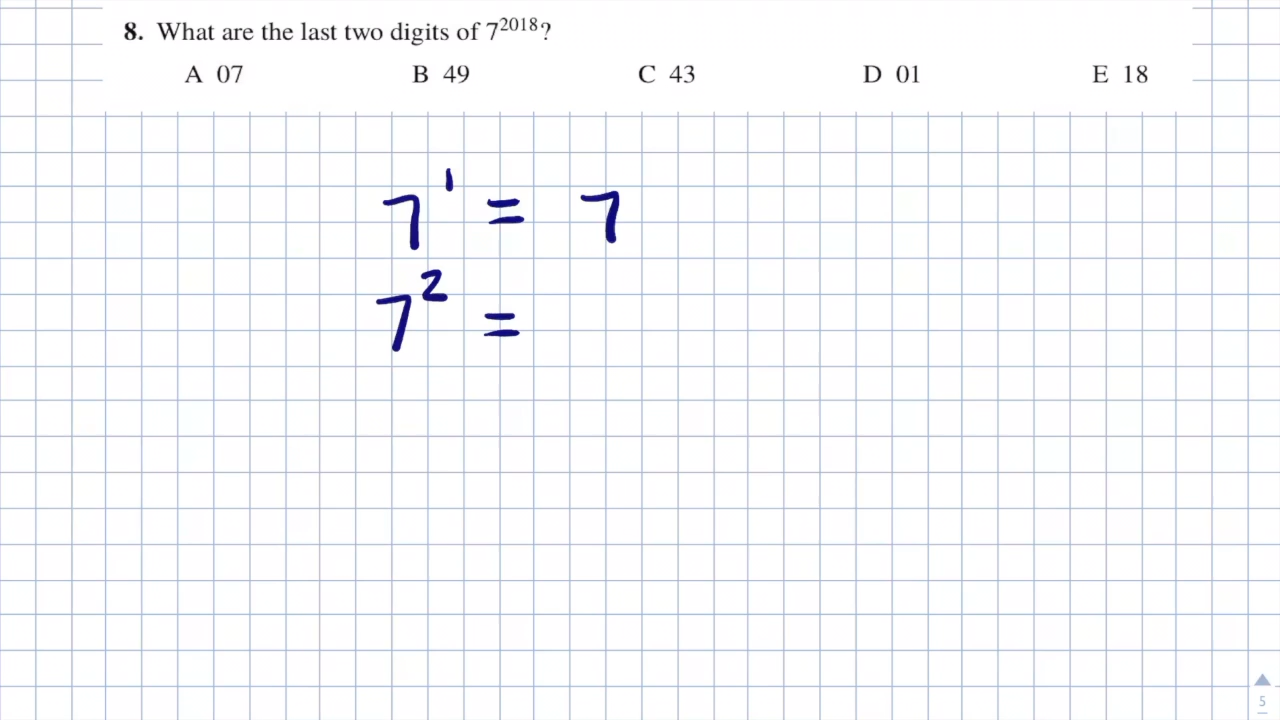 8. What are the last two digits of 7^2018?
A 07 B 49 C 43 D 01 E 18
7^1 = 7
7^2 =
5